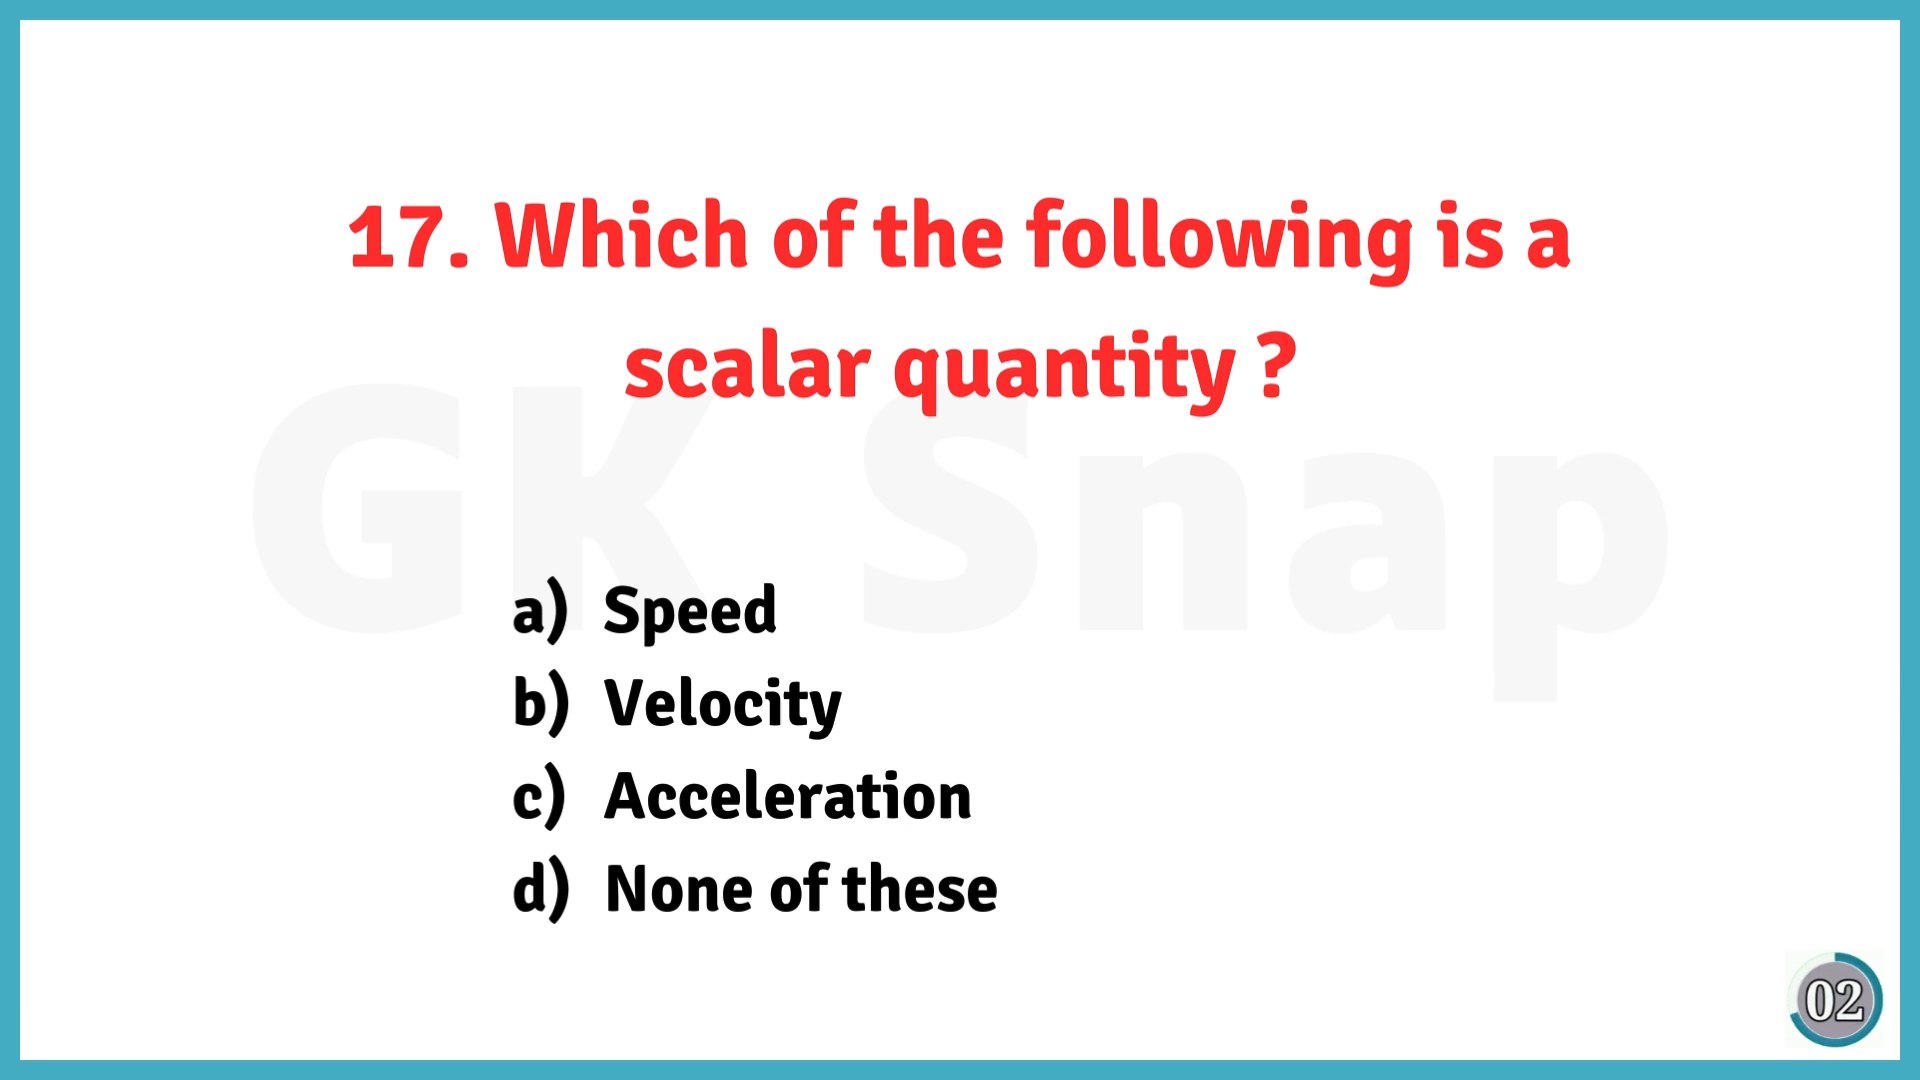 17. Which of the following is a
scalar quantity ?
GK Snap
a) Speed
b) Velocity
c) Acceleration
d) None of these
02